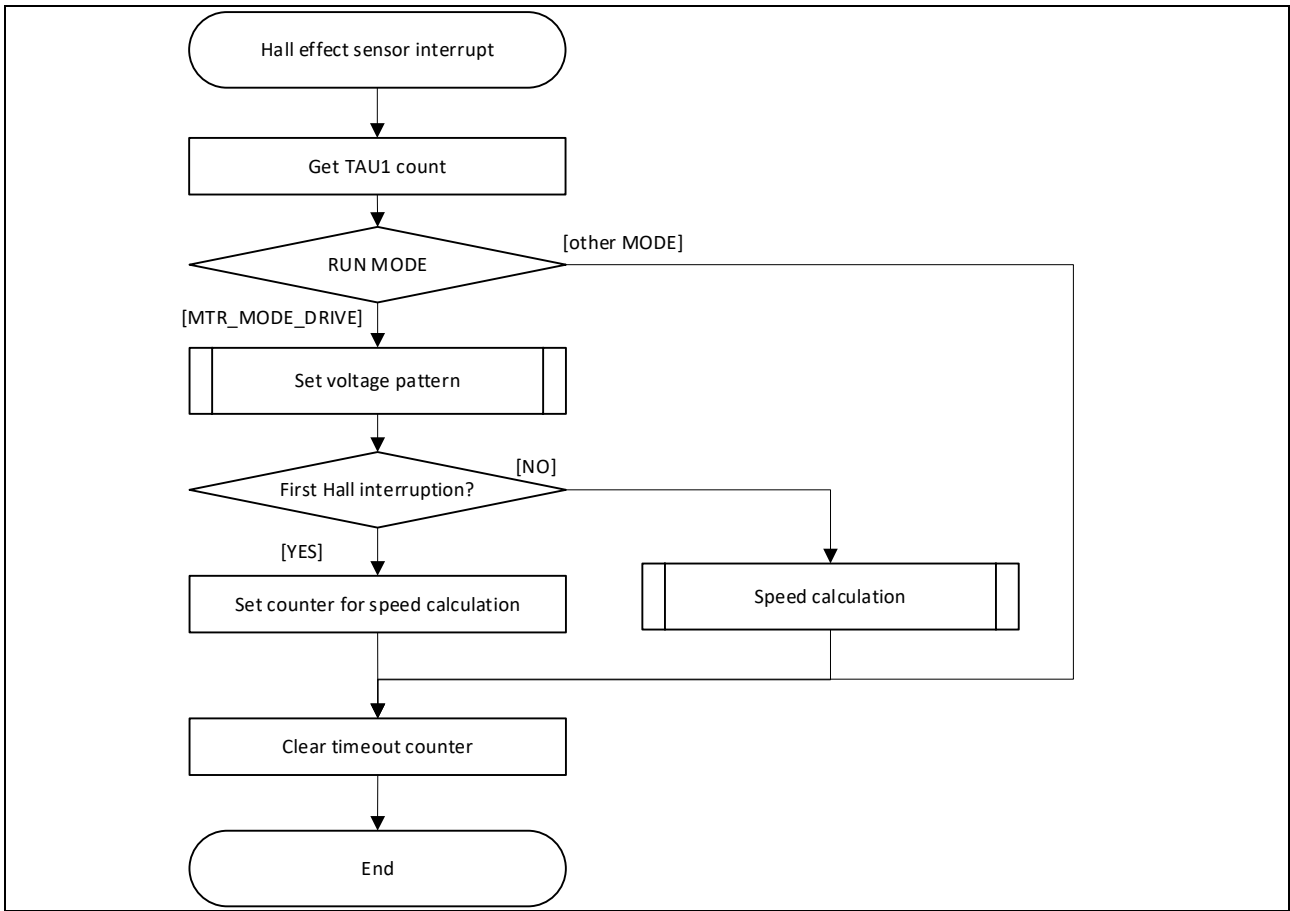 Hall effect sensor interrupt
Get TAU1 count
[other MODE]
RUN MODE
[MTR_MODE_DRIVE]
Set voltage pattern
[NO]
First Hall interruption?
[YES]
Set counter for speed calculation
Speed calculation
Clear timeout counter
End